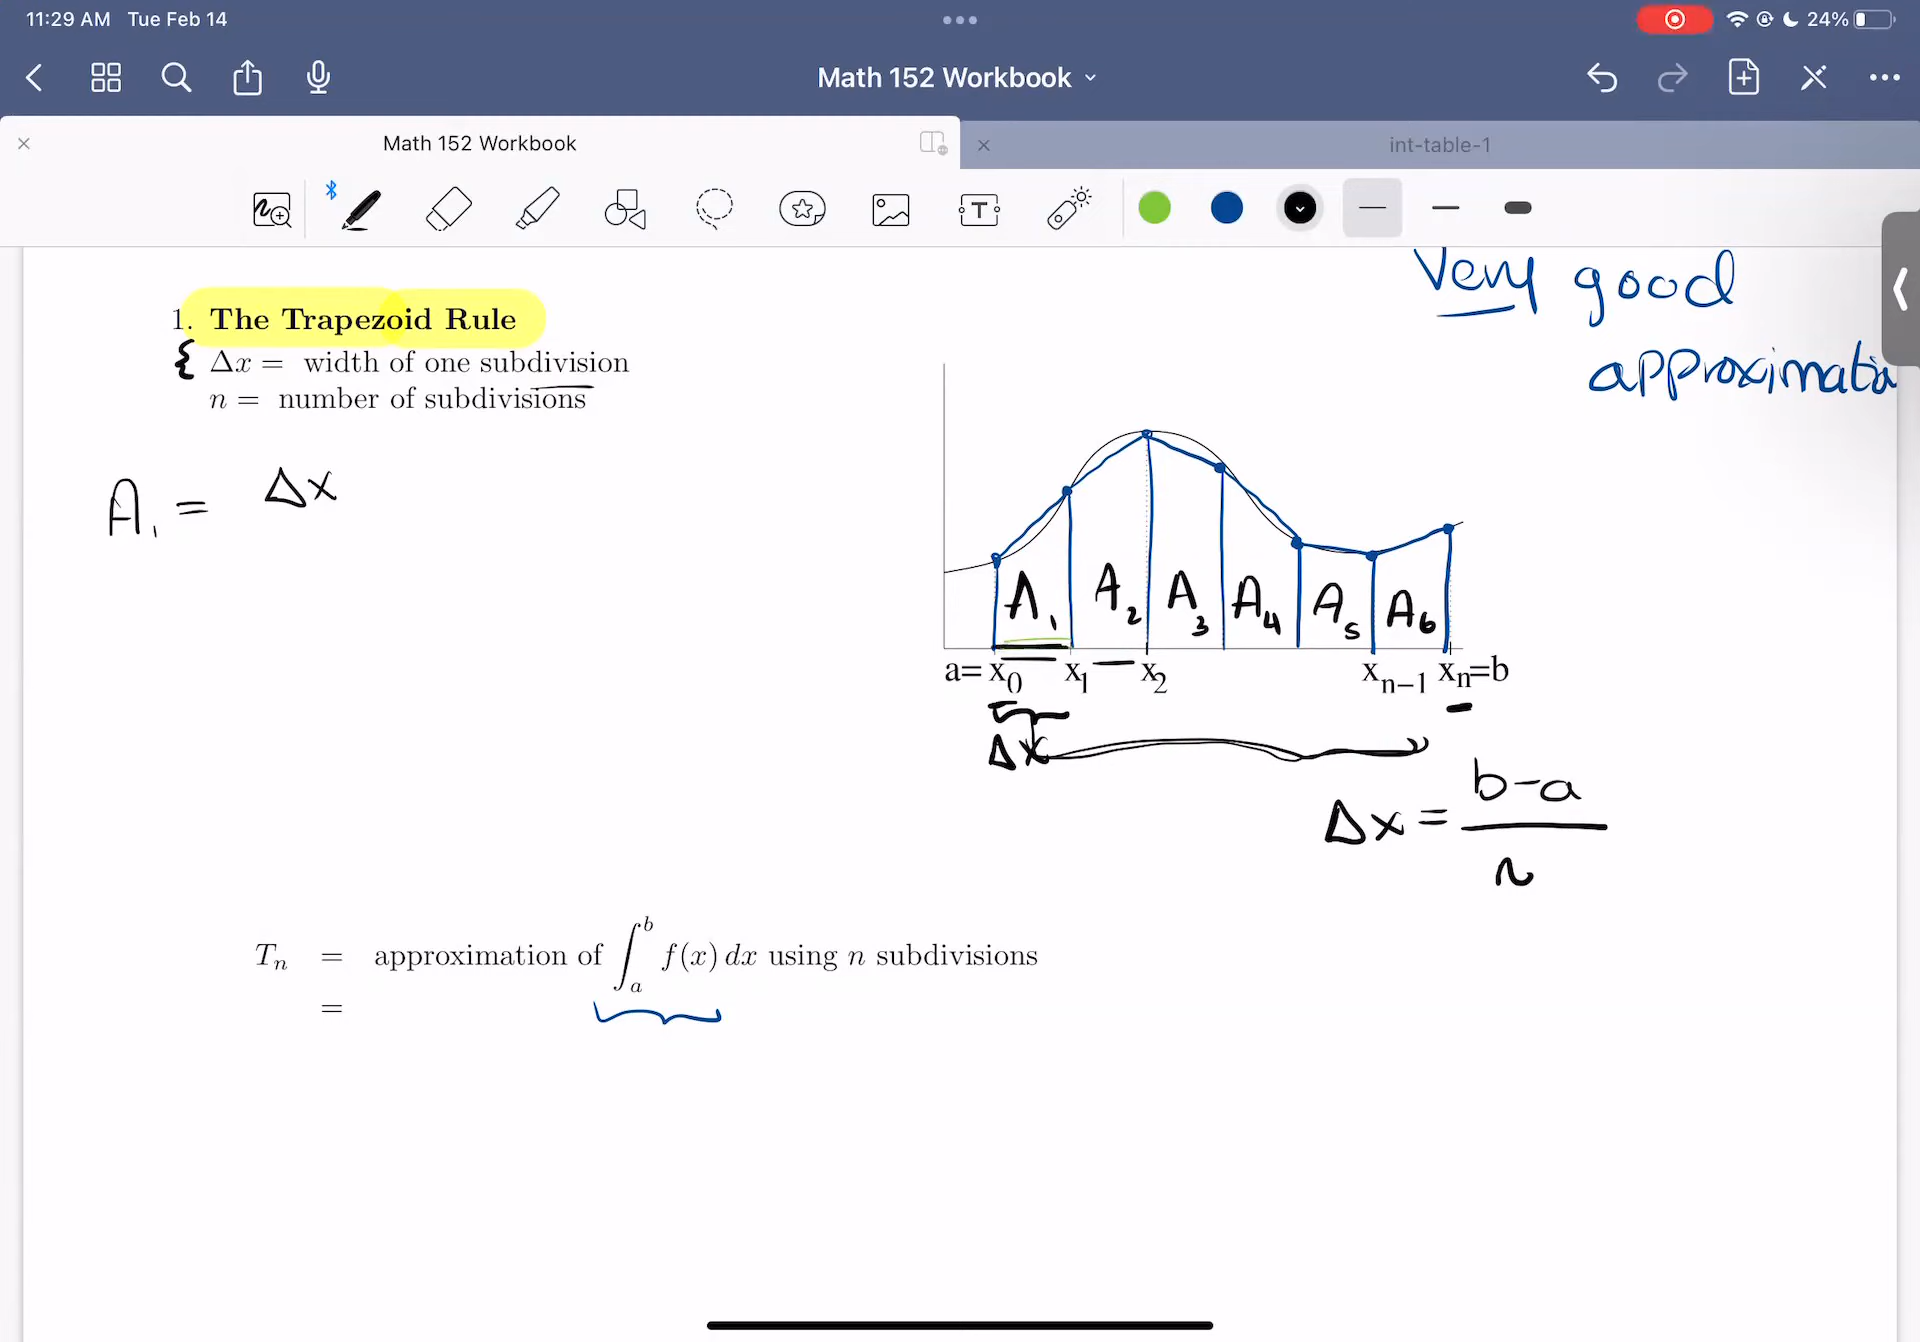 11:29 AM Tue Feb 14
24%
Math 152 Workbook
Math 152 Workbook
int-table-1
T
very good
1. The Trapezoid Rule
{ Δx = width of one subdivision
approximatio
n = number of subdivisions
A₁ = Δx
A₁ A₂ A₃ A₄ A₅ A₆
a=x₀ x₁ x₂ xₙ₋₁ xₙ=b
Δx
Δx = (b-a)/n
Tₙ = approximation of ∫ₐᵇ f(x) dx using n subdivisions
=